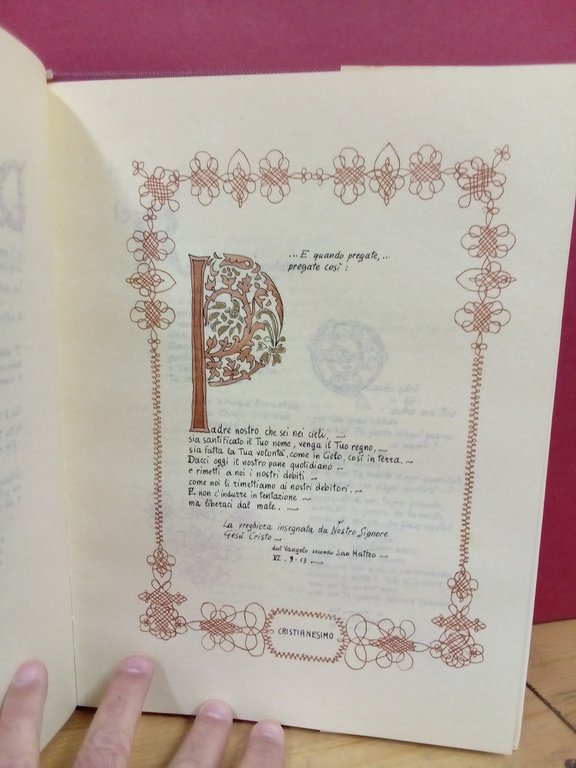 ...E quando pregate,...
pregate così:
Padre nostro che sei nei cieli,
sia santificato il Tuo nome, venga il Tuo regno,
sia fatta la Tua volontà, come in Cielo, così in terra.
Dacci oggi il nostro pane quotidiano
e rimetti a noi i nostri debiti
come noi li rimettiamo ai nostri debitori.
E non c'indurre in tentazione
ma liberaci dal male.
La preghiera insegnata da Nostro Signore
Gesù Cristo
dal Vangelo secondo San Matteo
VI. 9-13
CRISTIANESIMO